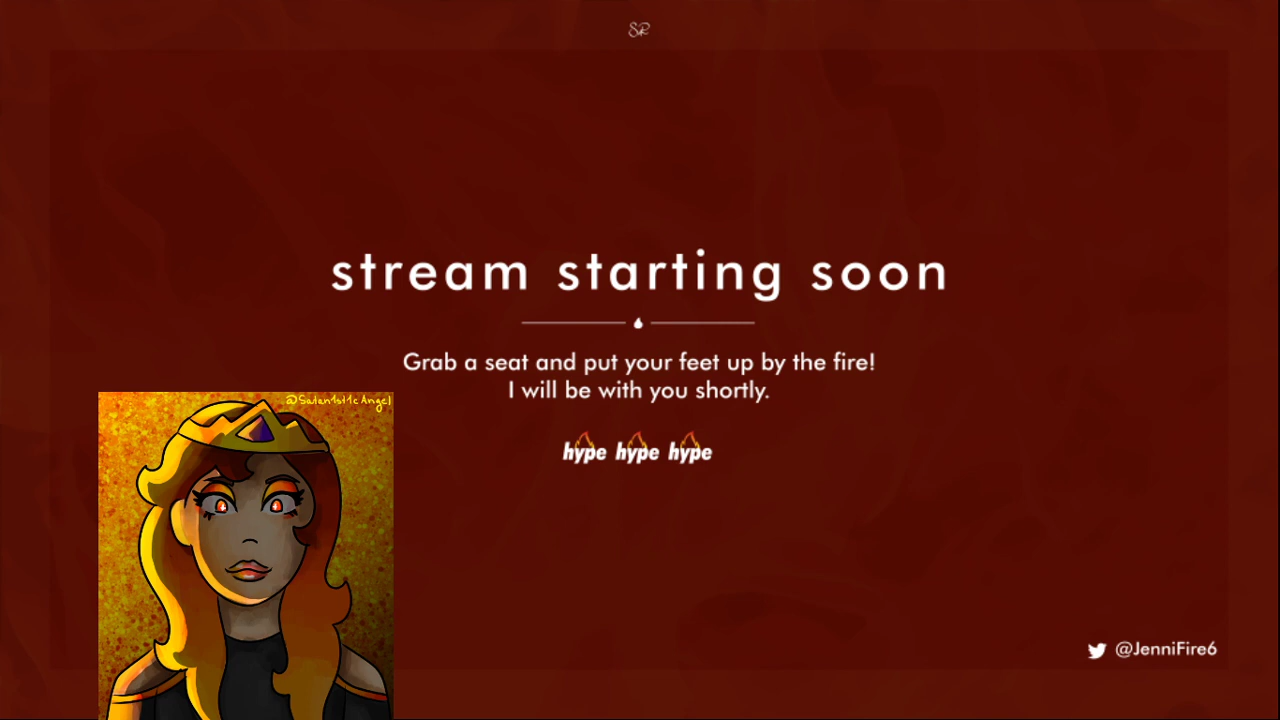 SR
stream starting soon
Grab a seat and put your feet up by the fire!
I will be with you shortly.
hype hype hype
@Satan1st1cAngel
@JenniFire6